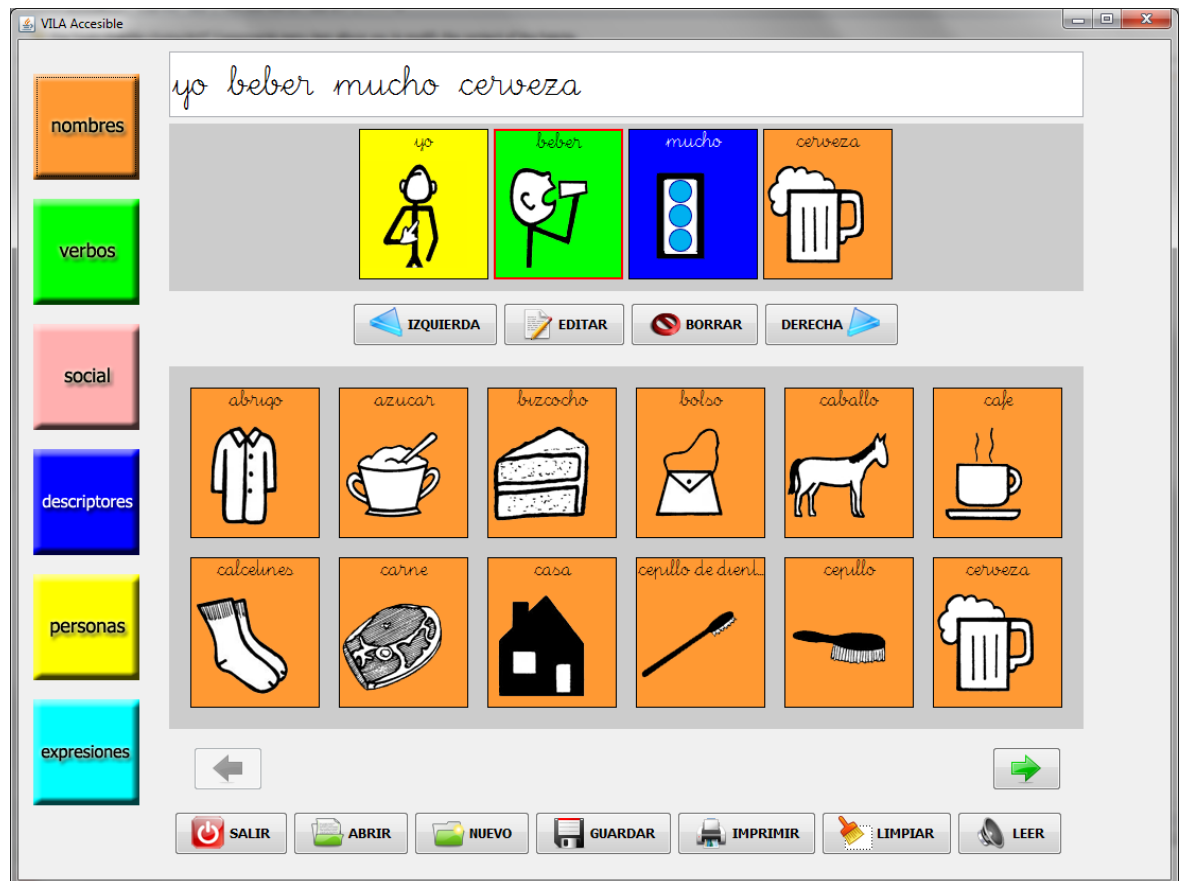 VILA Accesible
yo beber mucho cerveza
yo beber mucho cerveza
IZQUIERDA EDITAR BORRAR DERECHA
nombres
verbos
social
descriptores
personas
expresiones
abrigo azucar bizcocho bolso caballo cafe
calcetines carne casa cepillo de dient... cepillo cerveza
SALIR ABRIR NUEVO GUARDAR IMPRIMIR LIMPIAR LEER